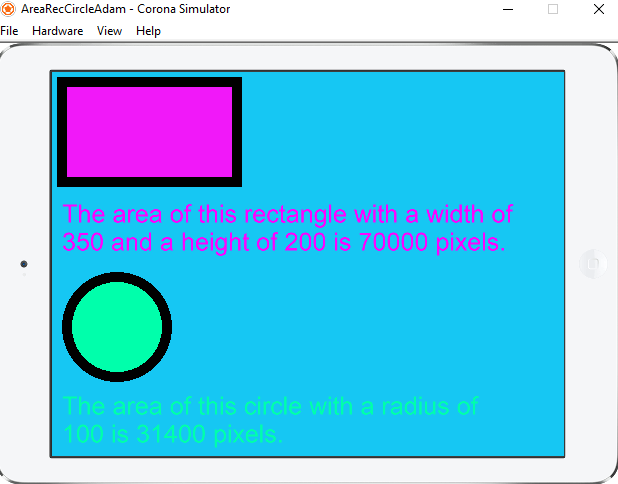 AreaRecCircleAdam - Corona Simulator
File Hardware View Help
The area of this rectangle with a width of
350 and a height of 200 is 70000 pixels.
The area of this circle with a radius of
100 is 31400 pixels.